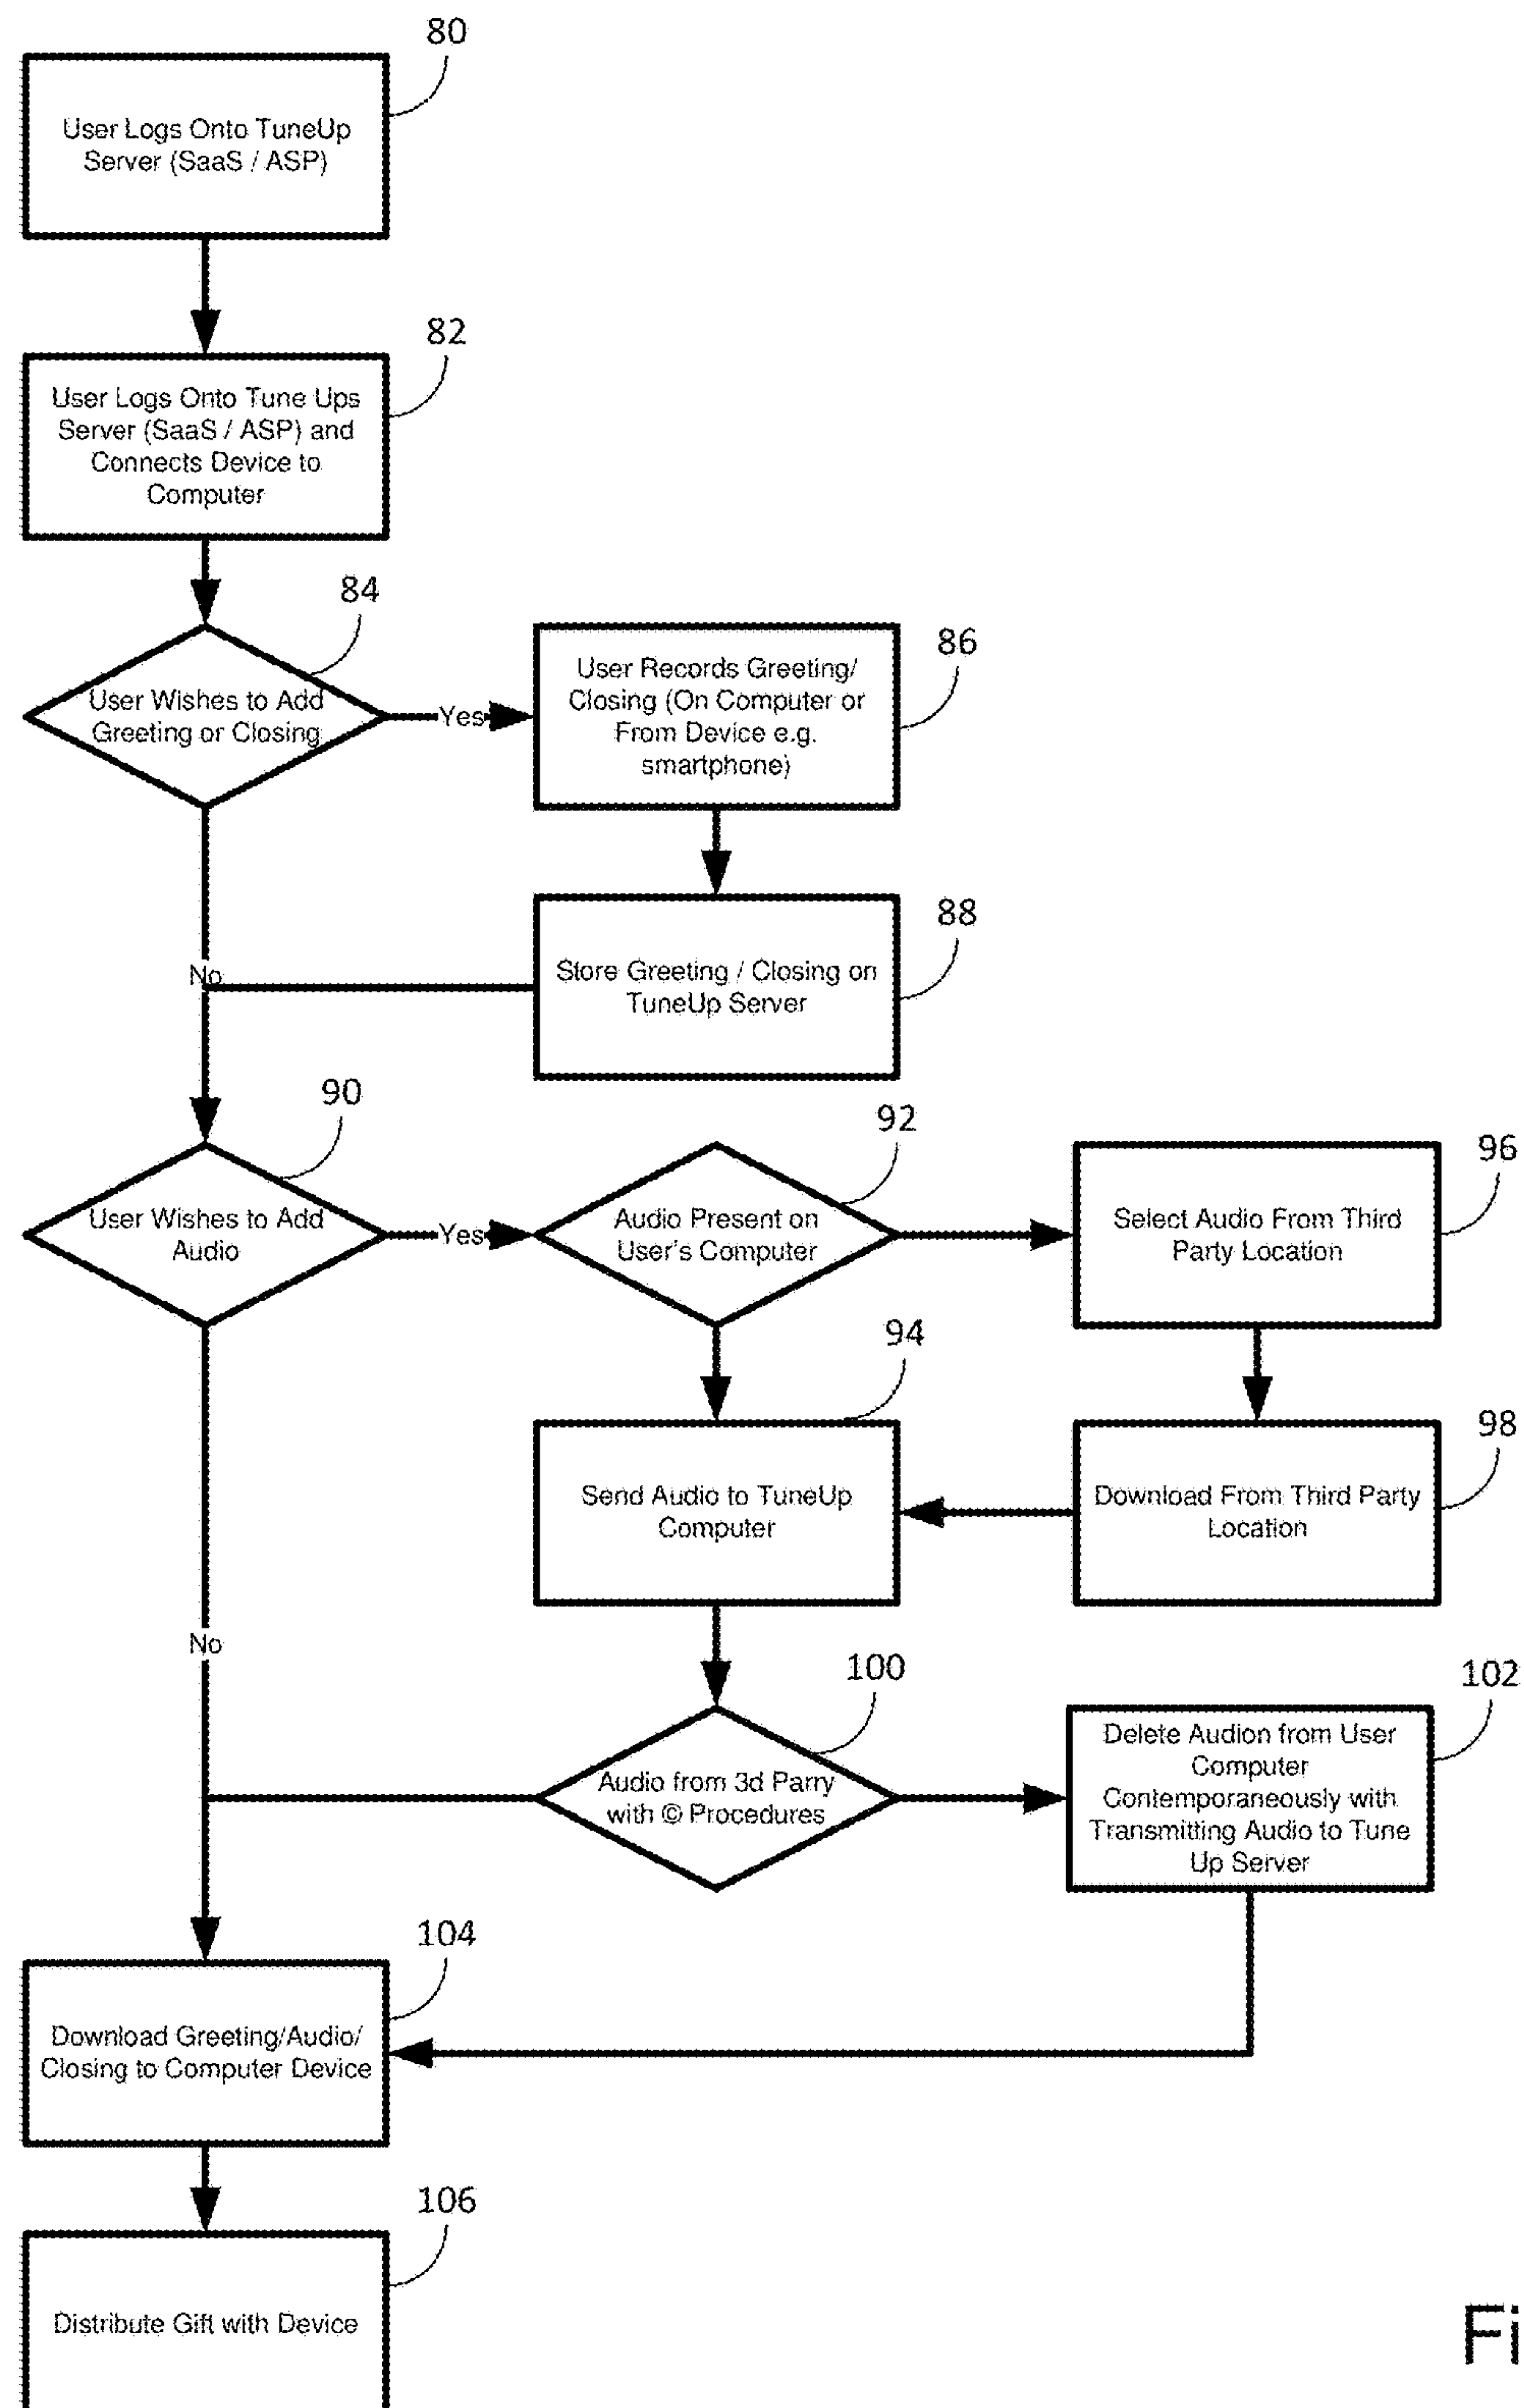 80
User Logs Onto TuneUp
Server (SaaS / ASP)
82
User Logs Onto Tune Ups
Server (SaaS / ASP) and
Connects Device to
Computer
84
User Wishes to Add
Greeting or Closing
Yes
86
User Records Greeting/
Closing (On Computer or
From Device e.g.
smartphone)
88
Store Greeting / Closing on
TuneUp Server
No
90
User Wishes to Add
Audio
Yes
92
Audio Present on
User's Computer
96
Select Audio From Third
Party Location
94
Send Audio to TuneUp
Computer
98
Download From Third Party
Location
No
100
Audio from 3d Parry
with © Procedures
102
Delete Audion from User
Computer
Contemporaneously with
Transmitting Audio to Tune
Up Server
104
Download Greeting/Audio/
Closing to Computer Device
106
Distribute Gift with Device
Fi